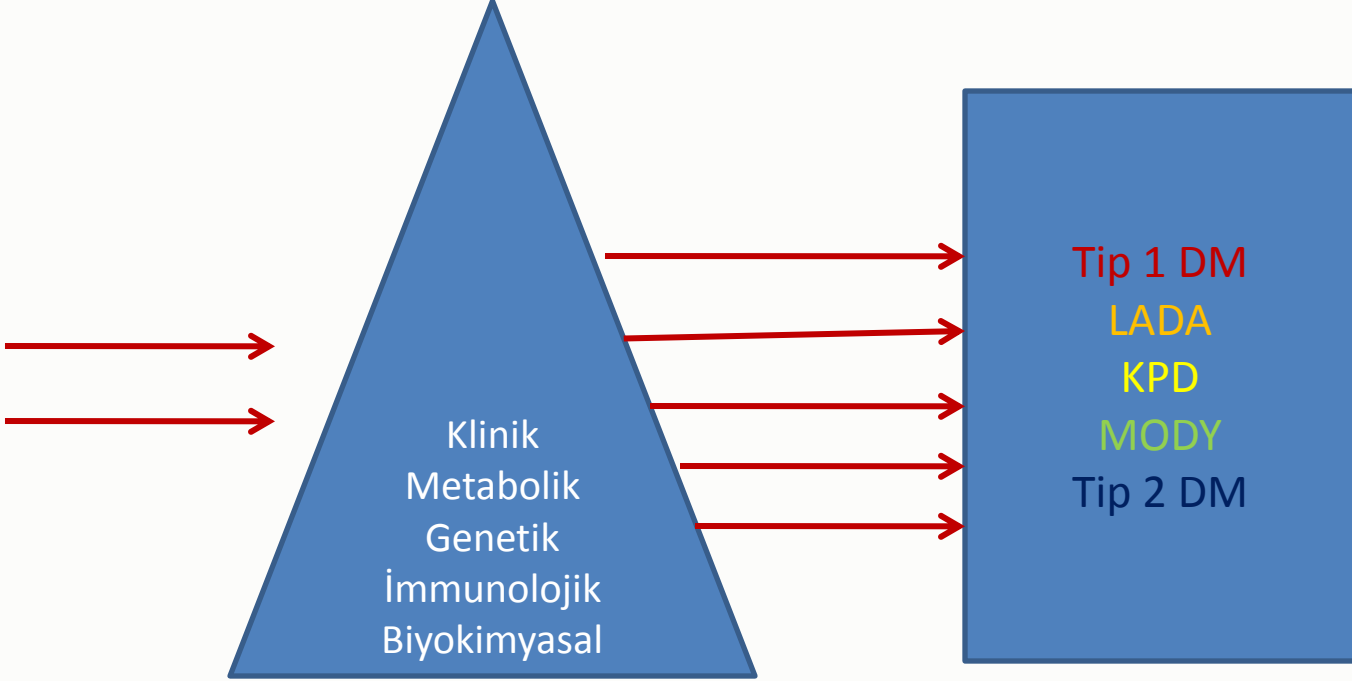 Klinik
Metabolik
Genetik
İmmunolojik
Biyokimyasal
Tip 1 DM
LADA
KPD
MODY
Tip 2 DM